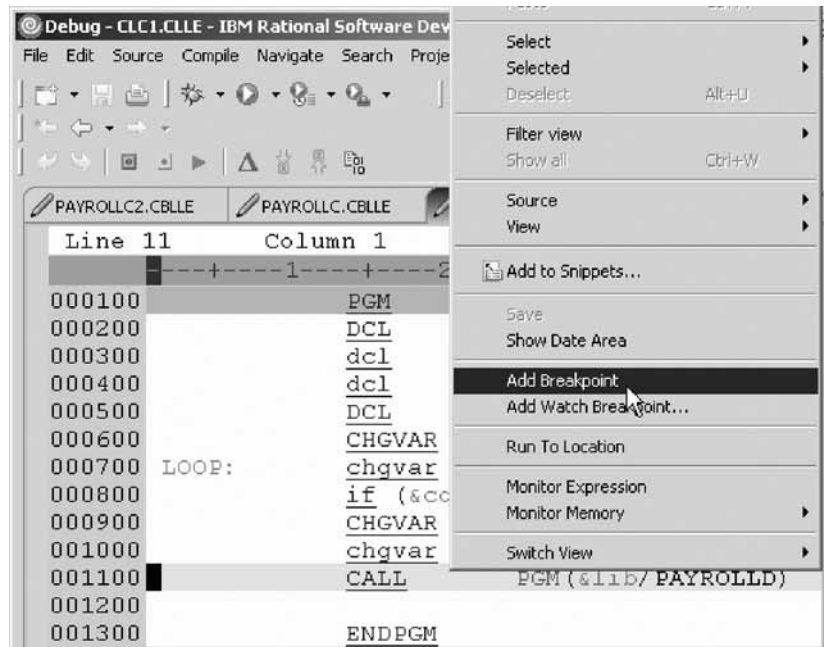 Debug - CLC1.CLLE - IBM Rational Software Dev
File Edit Source Compile Navigate Search Proje
PAYROLLC2.CBLLE PAYROLLC.CBLLE
Line 11 Column 1
----+----1----+----2
000100 PGM
000200 DCL
000300 dcl
000400 dcl
000500 DCL
000600 CHGVAR
000700 LOOP: chgvar
000800 if (&co
000900 CHGVAR
001000 chgvar
001100 CALL PGM(&lib/PAYROLLD)
001200
001300 ENDPGM
Select
Selected
Deselect Alt+U
Filter view
Show all Ctrl+W
Source
View
Add to Snippets...
Save
Show Date Area
Add Breakpoint
Add Watch Breakpoint...
Run To Location
Monitor Expression
Monitor Memory
Switch View